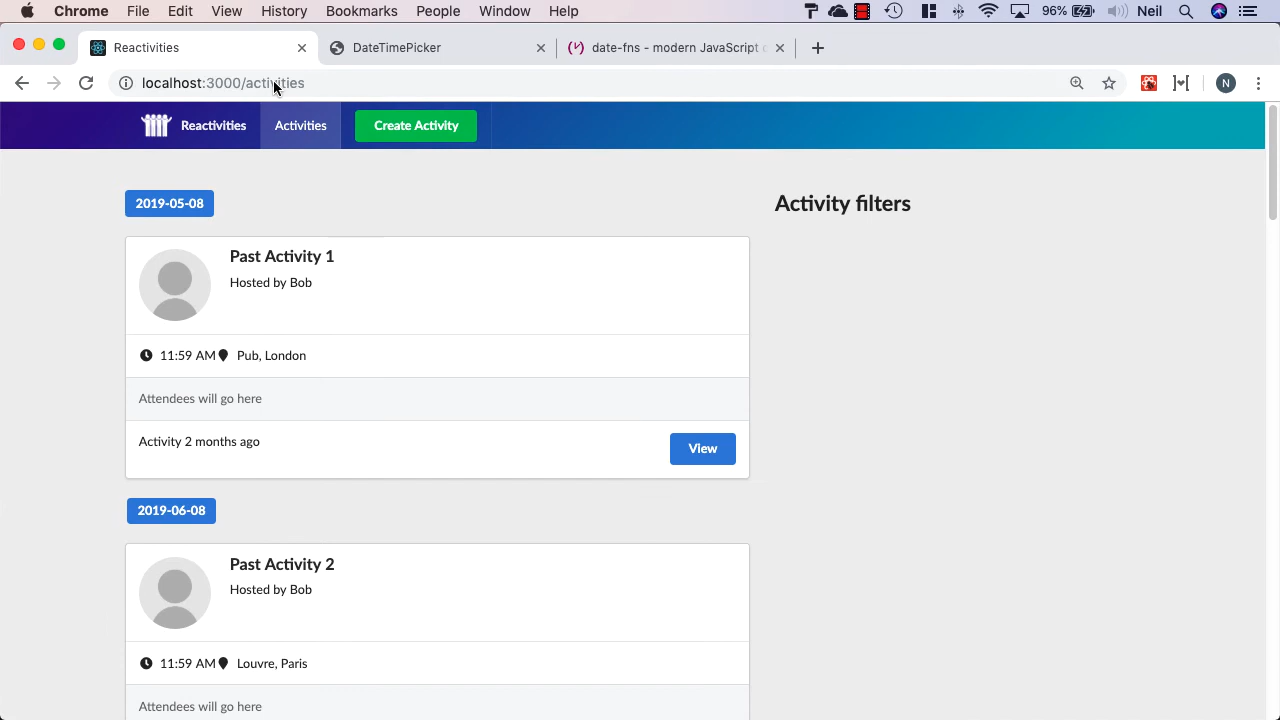 Chrome File Edit View History Bookmarks People Window Help 96% Neil
Reactivities DateTimePicker date-fns - modern JavaScript
localhost:3000/activities N
Reactivities Activities Create Activity
2019-05-08 Activity filters
Past Activity 1
Hosted by Bob
11:59 AM Pub, London
Attendees will go here
Activity 2 months ago View
2019-06-08
Past Activity 2
Hosted by Bob
11:59 AM Louvre, Paris
Attendees will go here